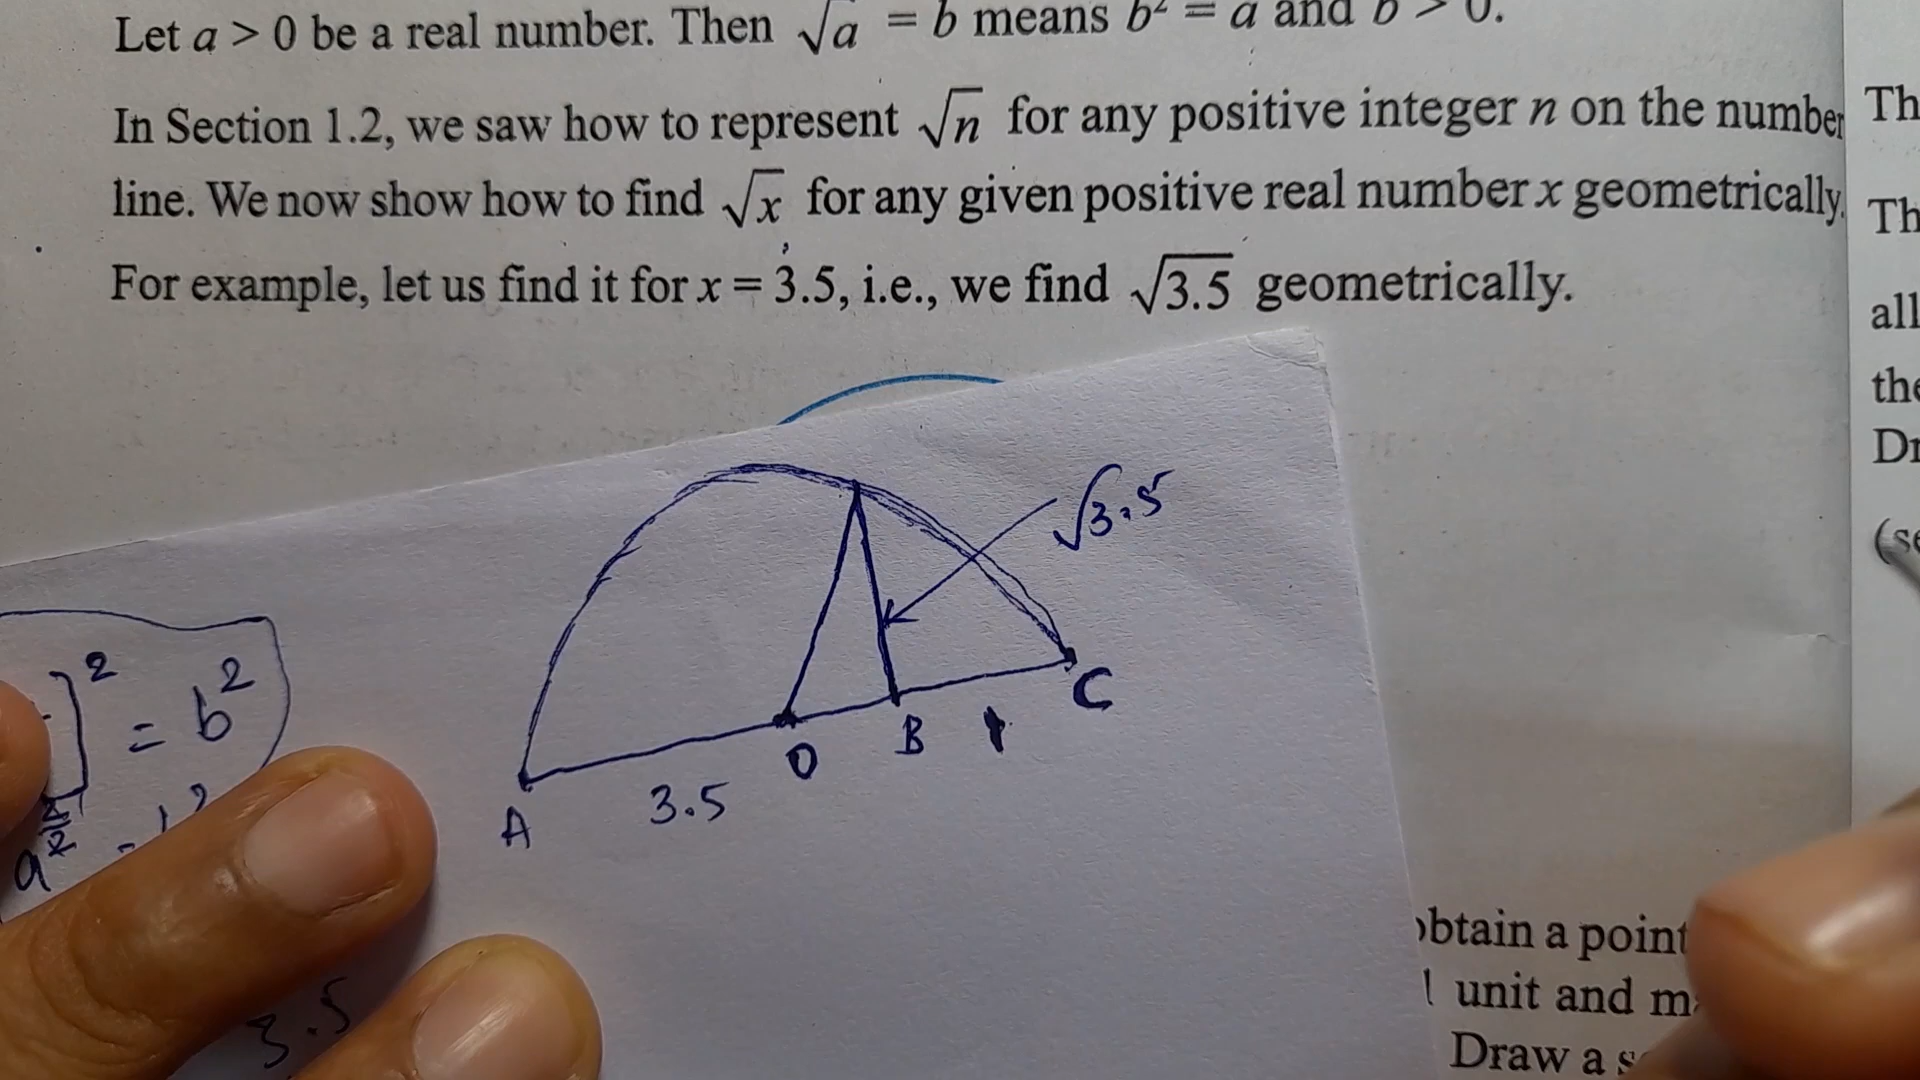 Let a > 0 be a real number. Then √a = b means b² = a and b > 0.
In Section 1.2, we saw how to represent √n for any positive integer n on the number
line. We now show how to find √x for any given positive real number x geometrically.
For example, let us find it for x = 3.5, i.e., we find √3.5 geometrically.
√3.5
]² = b²
A 3.5 O B 1 C
3.5
obtain a point
unit and
Draw a
Th
Th
all
the
(se